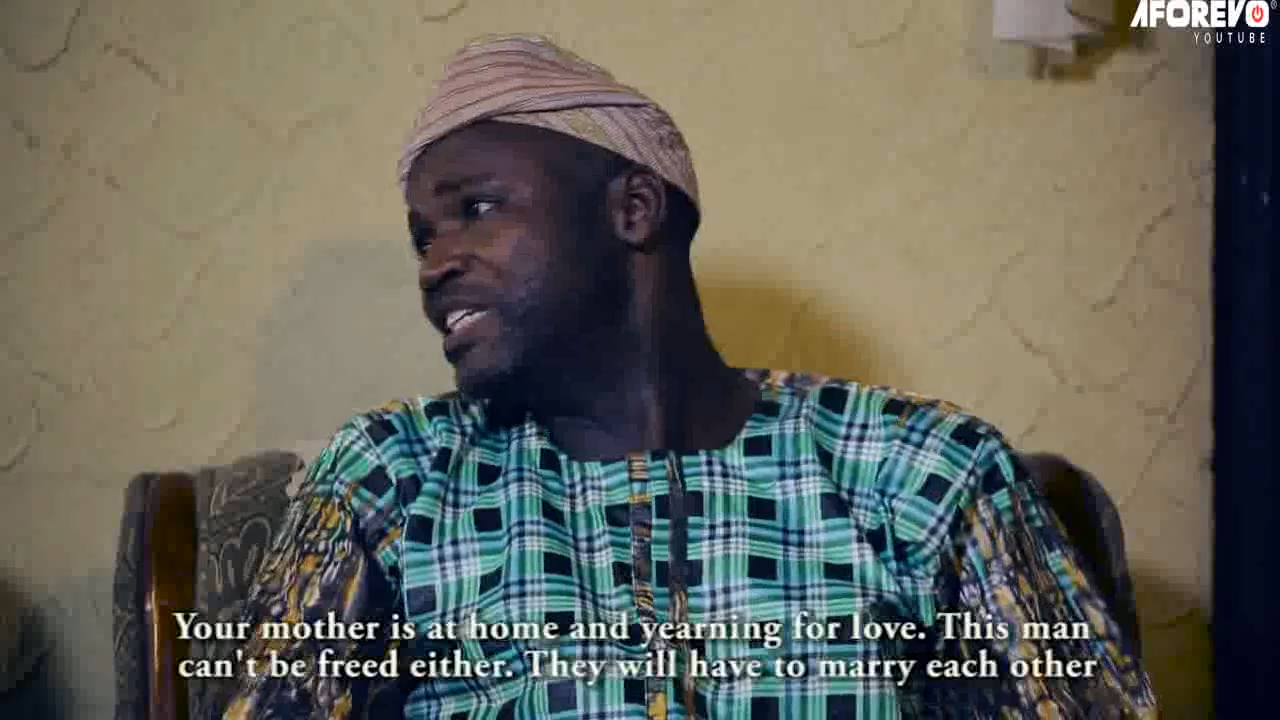 AFOREVO
YOUTUBE
Your mother is at home and yearning for love. This man
can't be freed either. They will have to marry each other